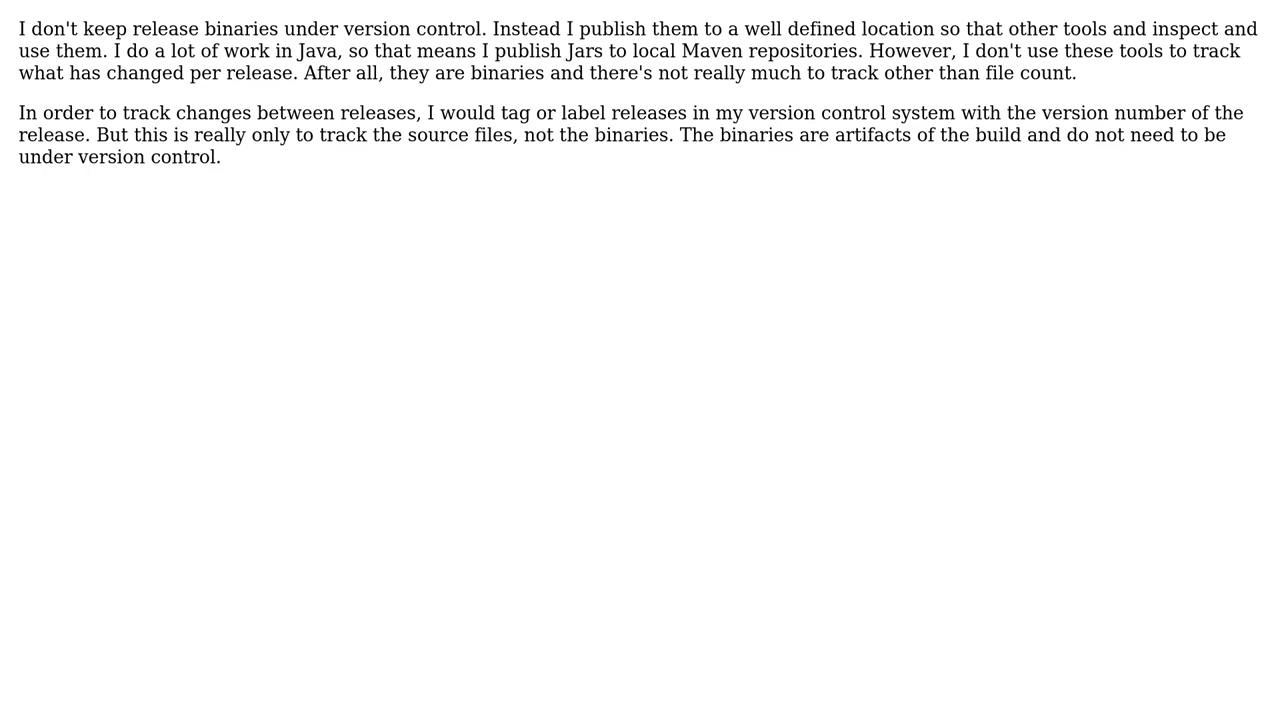 I don't keep release binaries under version control. Instead I publish them to a well defined location so that other tools and inspect and
use them. I do a lot of work in Java, so that means I publish Jars to local Maven repositories. However, I don't use these tools to track
what has changed per release. After all, they are binaries and there's not really much to track other than file count.
In order to track changes between releases, I would tag or label releases in my version control system with the version number of the
release. But this is really only to track the source files, not the binaries. The binaries are artifacts of the build and do not need to be
under version control.